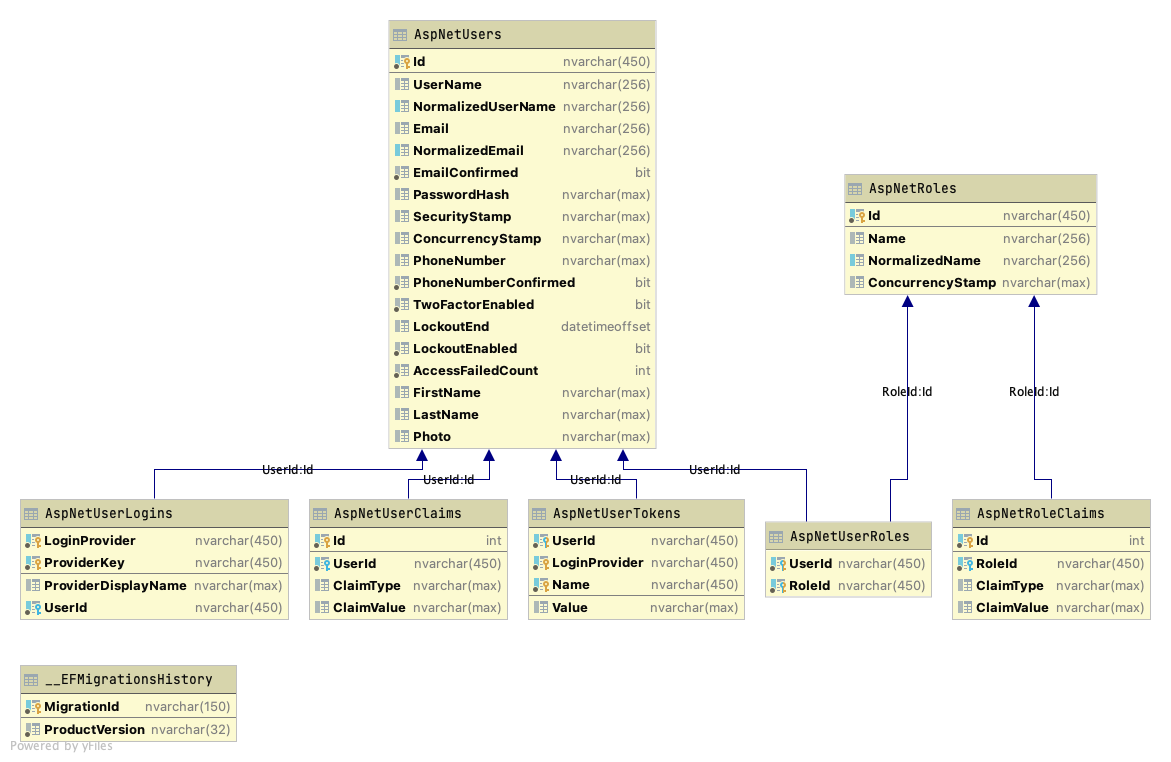 AspNetUsers
Id nvarchar(450)
UserName nvarchar(256)
NormalizedUserName nvarchar(256)
Email nvarchar(256)
NormalizedEmail nvarchar(256)
EmailConfirmed bit
PasswordHash nvarchar(max)
SecurityStamp nvarchar(max)
ConcurrencyStamp nvarchar(max)
PhoneNumber nvarchar(max)
PhoneNumberConfirmed bit
TwoFactorEnabled bit
LockoutEnd datetimeoffset
LockoutEnabled bit
AccessFailedCount int
FirstName nvarchar(max)
LastName nvarchar(max)
Photo nvarchar(max)
AspNetRoles
Id nvarchar(450)
Name nvarchar(256)
NormalizedName nvarchar(256)
ConcurrencyStamp nvarchar(max)
RoleId:Id
RoleId:Id
UserId:Id
UserId:Id
UserId:Id
UserId:Id
AspNetUserLogins
LoginProvider nvarchar(450)
ProviderKey nvarchar(450)
ProviderDisplayName nvarchar(max)
UserId nvarchar(450)
AspNetUserClaims
Id int
UserId nvarchar(450)
ClaimType nvarchar(max)
ClaimValue nvarchar(max)
AspNetUserTokens
UserId nvarchar(450)
LoginProvider nvarchar(450)
Name nvarchar(450)
Value nvarchar(max)
AspNetUserRoles
UserId nvarchar(450)
RoleId nvarchar(450)
AspNetRoleClaims
Id int
RoleId nvarchar(450)
ClaimType nvarchar(max)
ClaimValue nvarchar(max)
__EFMigrationsHistory
MigrationId nvarchar(150)
ProductVersion nvarchar(32)
Powered by yFiles